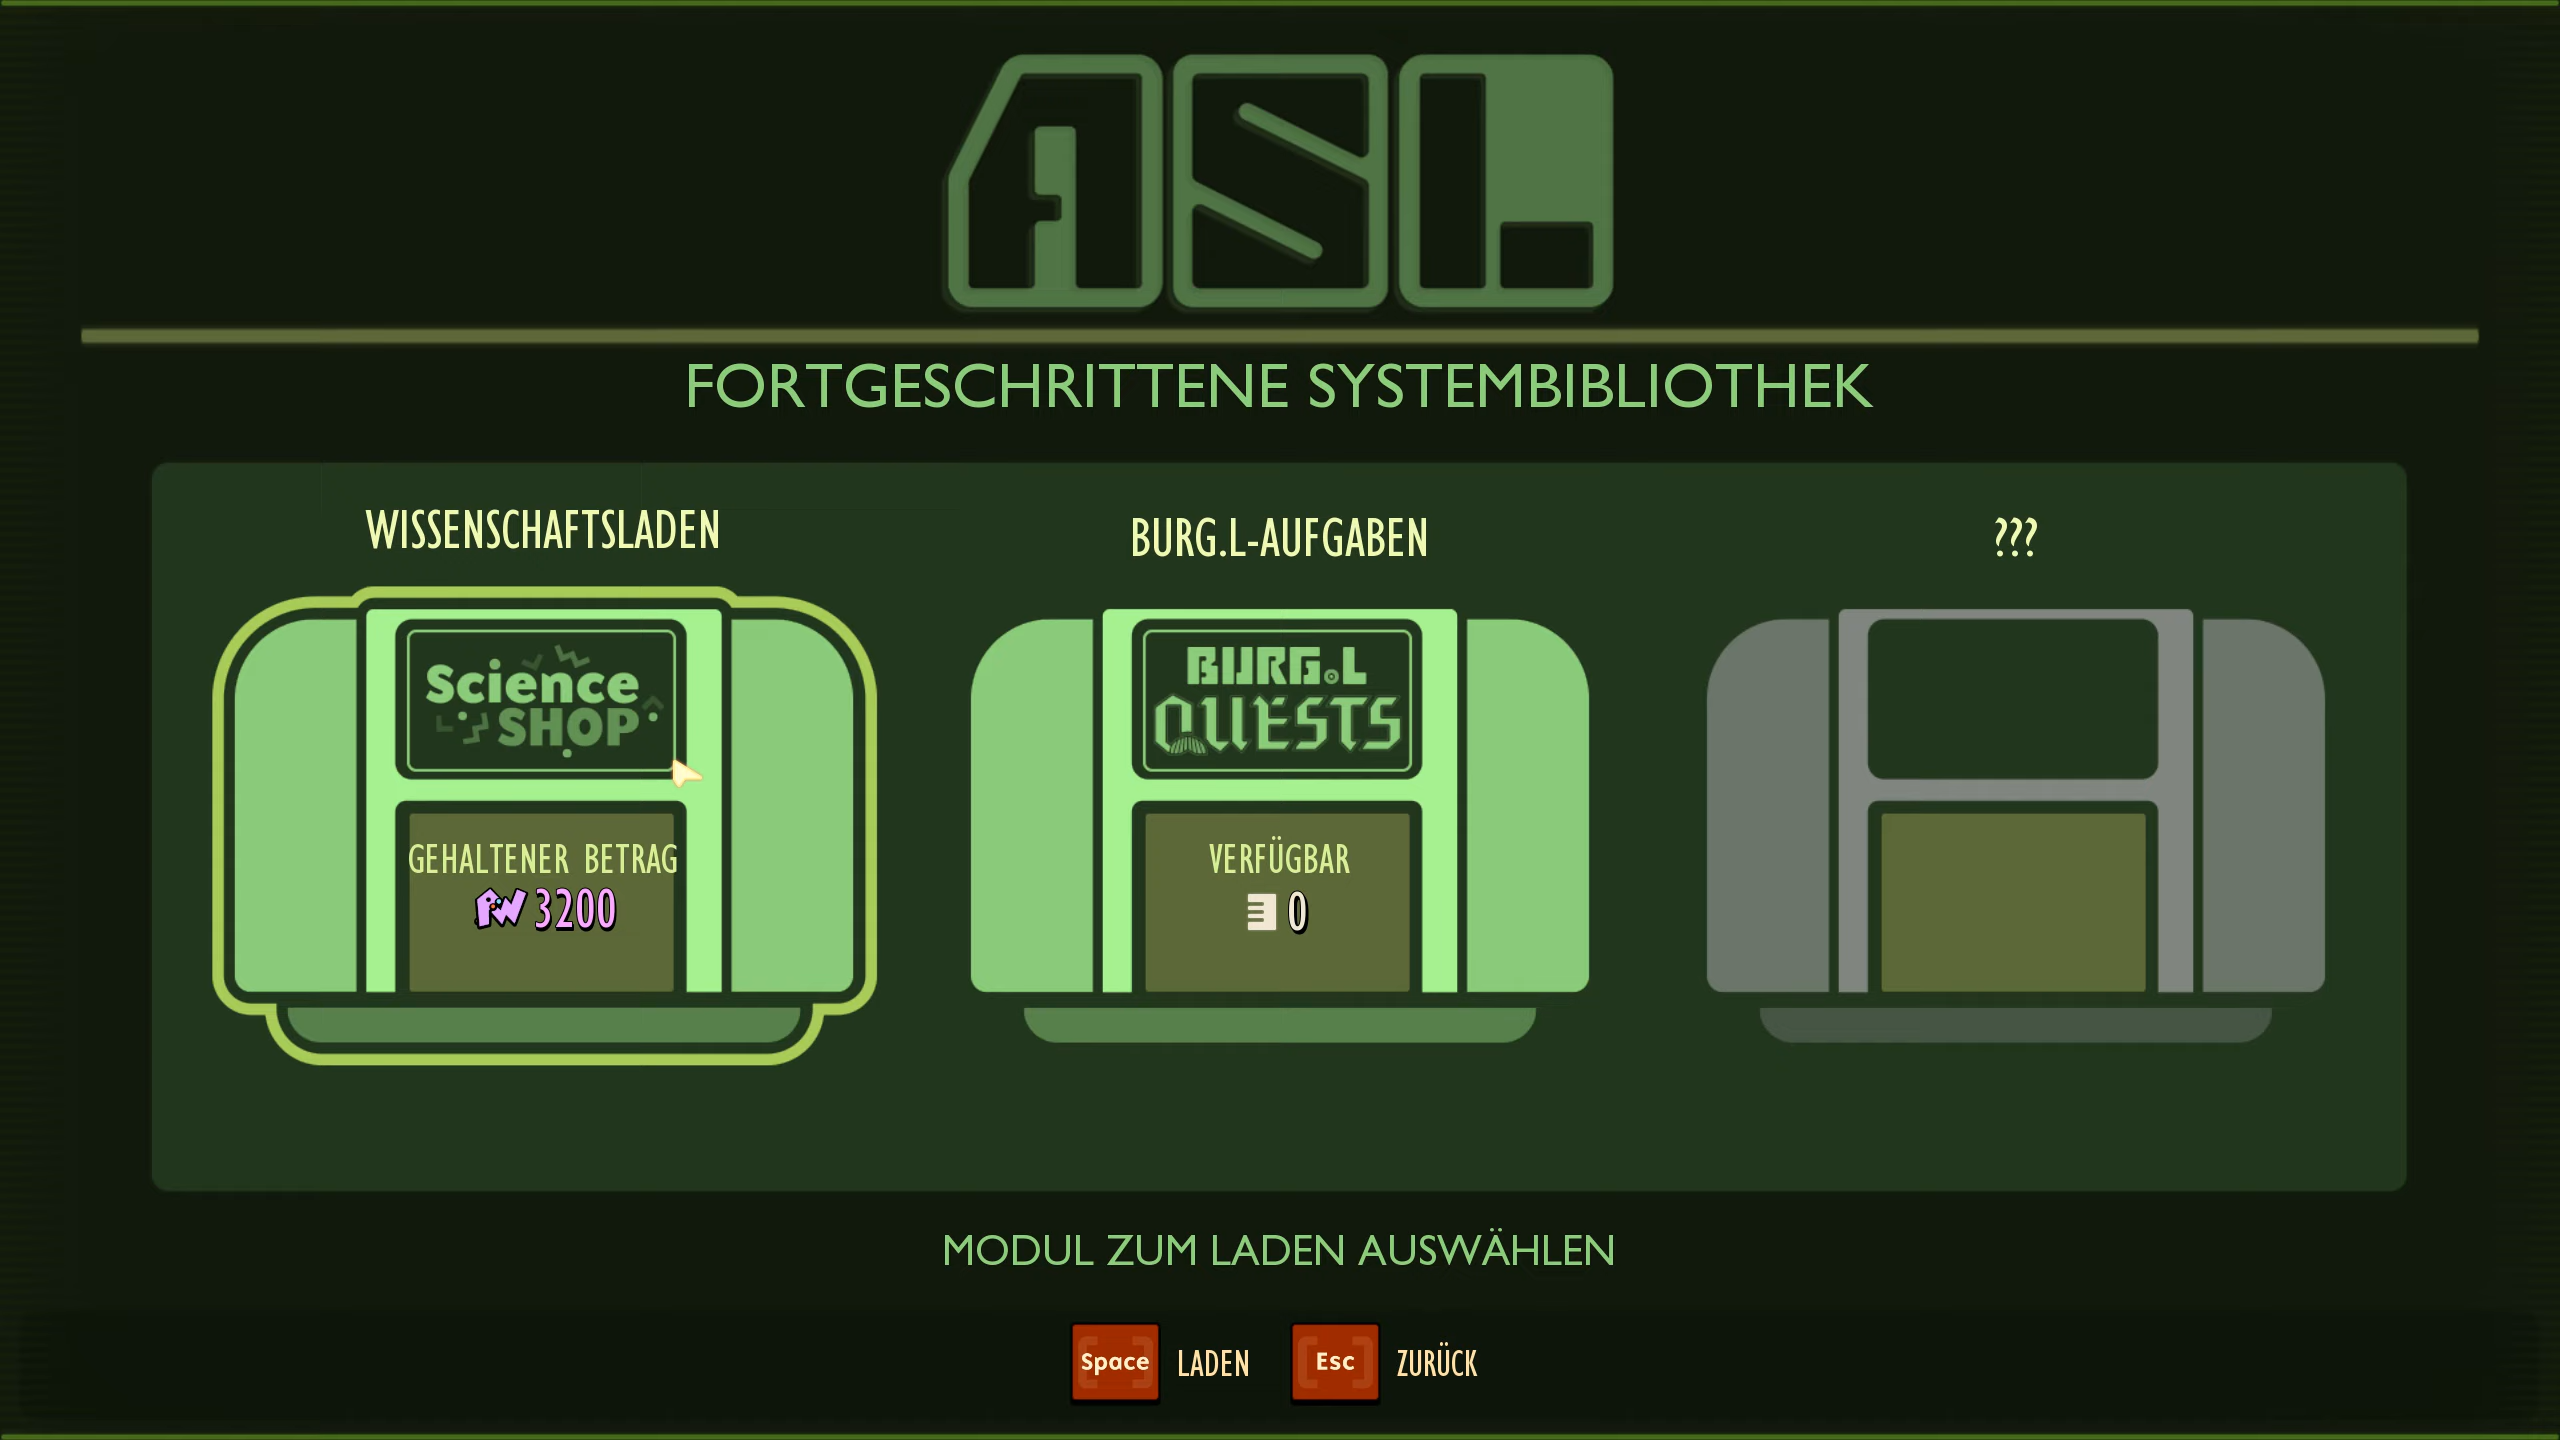 ASL
FORTGESCHRITTENE SYSTEMBIBLIOTHEK
WISSENSCHAFTSLADEN
Science
SHOP
GEHALTENER BETRAG
3200
BURG.L-AUFGABEN
BURG.L
QUESTS
VERFÜGBAR
0
???
MODUL ZUM LADEN AUSWÄHLEN
Space LADEN Esc ZURÜCK